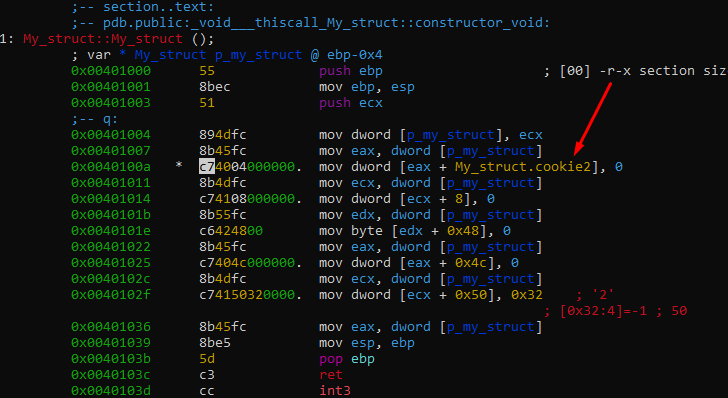 ;-- section..text:
;-- pdb.public:_void___thiscall_My_struct::constructor_void:
1: My_struct::My_struct ();
; var * My_struct p_my_struct @ ebp-0x4
0x00401000 55 push ebp ; [00] -r-x section siz
0x00401001 8bec mov ebp, esp
0x00401003 51 push ecx
;-- q:
0x00401004 894dfc mov dword [p_my_struct], ecx
0x00401007 8b45fc mov eax, dword [p_my_struct]
0x0040100a * c74004000000. mov dword [eax + My_struct.cookie2], 0
0x00401011 8b4dfc mov ecx, dword [p_my_struct]
0x00401014 c74108000000. mov dword [ecx + 8], 0
0x0040101b 8b55fc mov edx, dword [p_my_struct]
0x0040101e c6424800 mov byte [edx + 0x48], 0
0x00401022 8b45fc mov eax, dword [p_my_struct]
0x00401025 c7404c000000. mov dword [eax + 0x4c], 0
0x0040102c 8b4dfc mov ecx, dword [p_my_struct]
0x0040102f c74150320000. mov dword [ecx + 0x50], 0x32 ; '2'
; [0x32:4]=-1 ; 50
0x00401036 8b45fc mov eax, dword [p_my_struct]
0x00401039 8be5 mov esp, ebp
0x0040103b 5d pop ebp
0x0040103c c3 ret
0x0040103d cc int3